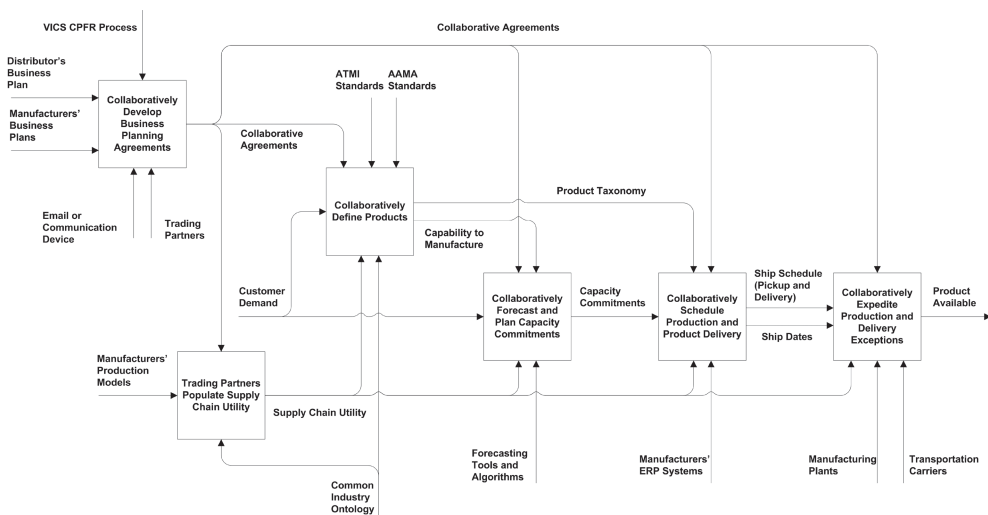 VICS CPFR Process
Collaborative Agreements
Distributor's
Business
Plan
Manufacturers'
Business
Plans
Collaboratively
Develop
Business
Planning
Agreements
ATMI
Standards
AAMA
Standards
Collaborative
Agreements
Email or
Communication
Device
Trading
Partners
Collaboratively
Define Products
Product Taxonomy
Capability to
Manufacture
Customer
Demand
Collaboratively
Forecast and
Plan Capacity
Commitments
Capacity
Commitments
Collaboratively
Schedule
Production and
Product Delivery
Ship Schedule
(Pickup and
Delivery)
Ship Dates
Collaboratively
Expedite
Production and
Delivery
Exceptions
Product
Available
Manufacturers'
Production
Models
Trading Partners
Populate Supply
Chain Utility
Supply Chain Utility
Common
Industry
Ontology
Forecasting
Tools and
Algorithms
Manufacturers'
ERP Systems
Manufacturing
Plants
Transportation
Carriers